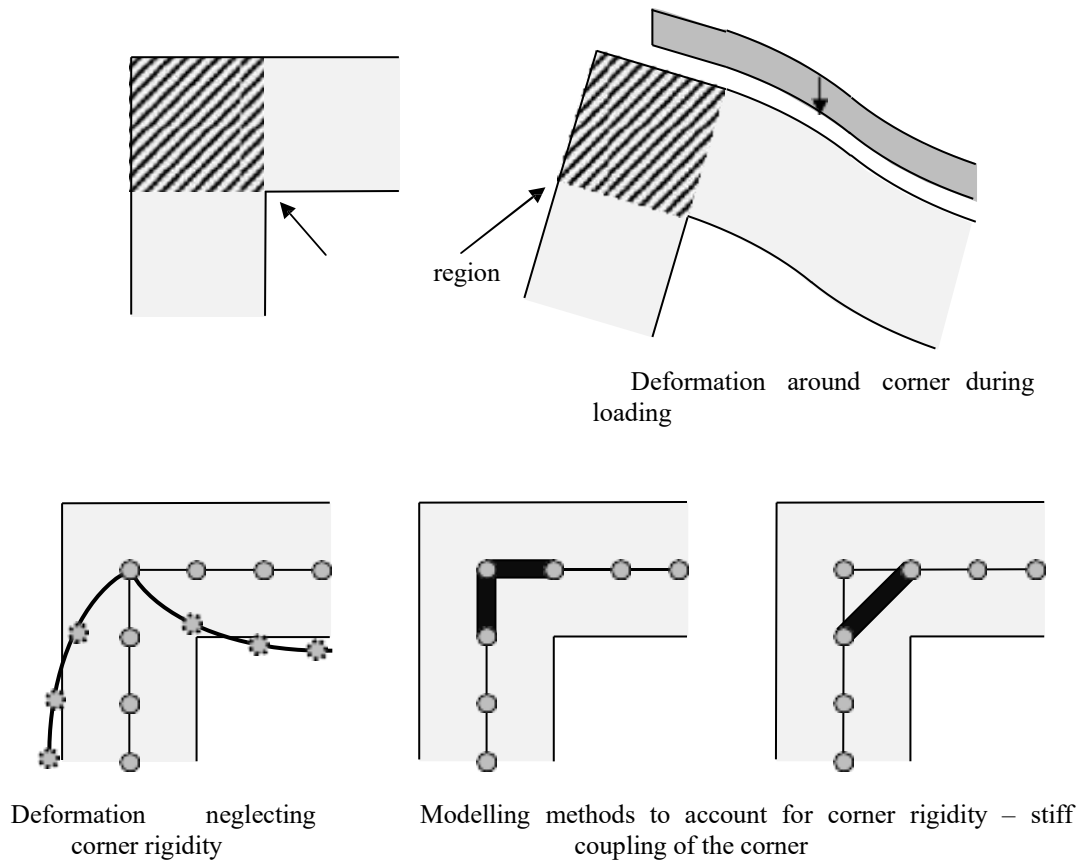 region
Deformation around corner during
loading
Deformation neglecting
corner rigidity
Modelling methods to account for corner rigidity – stiff
coupling of the corner